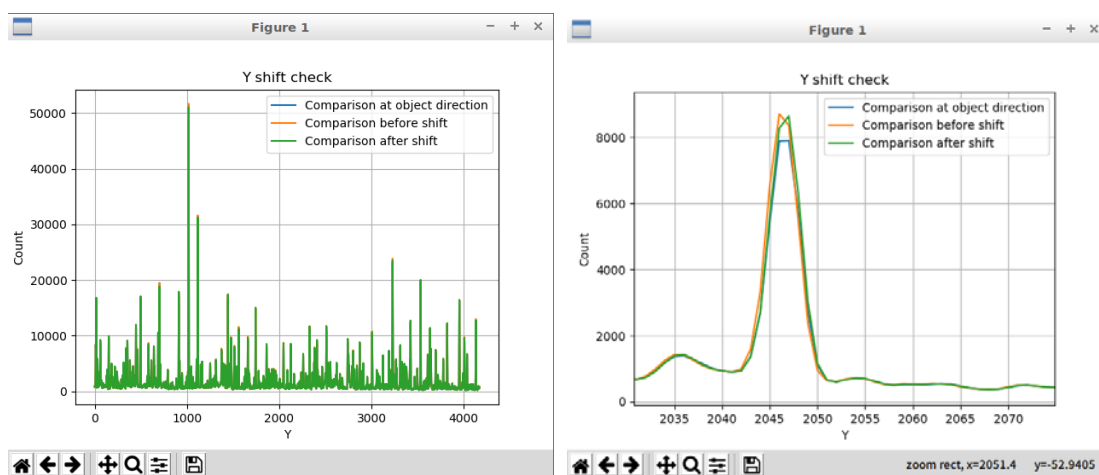 Figure 1
Y shift check
Comparison at object direction
Comparison before shift
Comparison after shift
50000
40000
30000
20000
10000
0
Count
0
1000
2000
3000
4000
Y
Figure 1
Y shift check
Comparison at object direction
Comparison before shift
Comparison after shift
8000
6000
4000
2000
0
Count
2035
2040
2045
2050
2055
2060
2065
2070
Y
zoom rect, x=2051.4 y=-52.9405